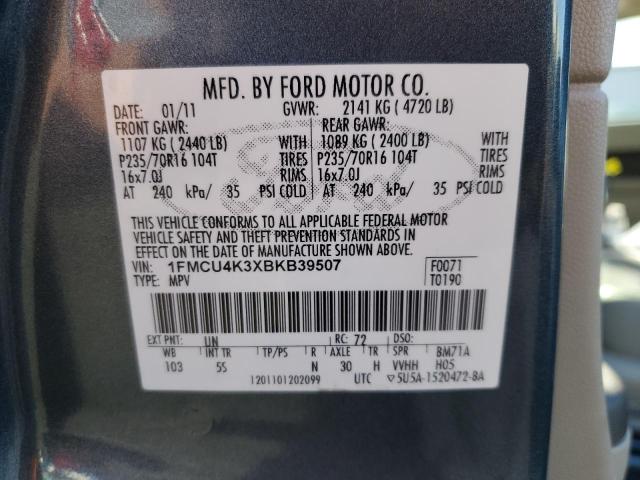 MFD. BY FORD MOTOR CO.
DATE: 01/11 GVWR: 2141 KG ( 4720 LB)
FRONT GAWR: REAR GAWR:
1107 KG ( 2440 LB) WITH 1089 KG ( 2400 LB) WITH
P235/70R16 104T TIRES P235/70R16 104T TIRES
16x7.0J RIMS 16x7.0J RIMS
AT 240 kPa/ 35 PSI COLD AT 240 kPa/ 35 PSI COLD
THIS VEHICLE CONFORMS TO ALL APPLICABLE FEDERAL MOTOR
VEHICLE SAFETY AND THEFT PREVENTION STANDARDS IN
EFFECT ON THE DATE OF MANUFACTURE SHOWN ABOVE.
VIN: 1FMCU4K3XBKB39507 F0071
TYPE: MPV T0190
EXT PNT: UN RC: 72 DSO:
WB INT TR TP/PS R AXLE TR SPR BM71A
103 5S N 30 H VVHH H05
1201101202099 UTC ▽5U5A-1520472-BA